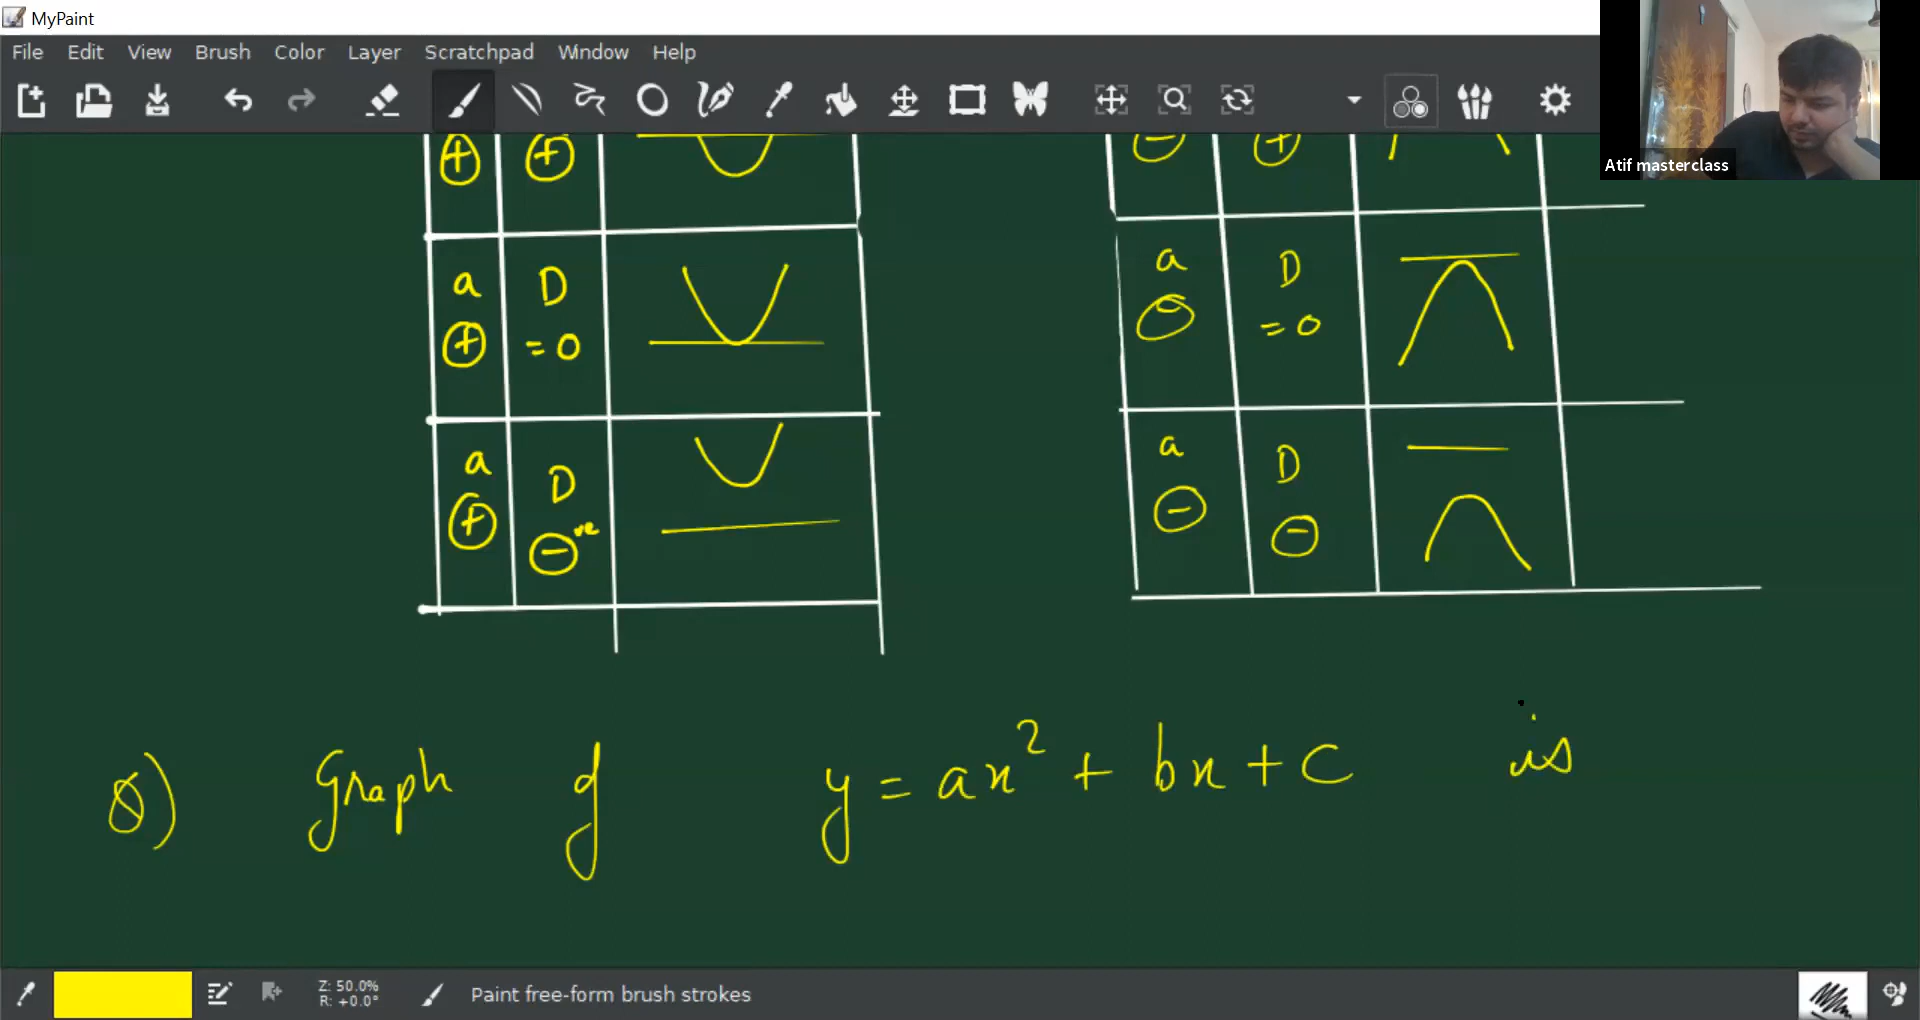 MyPaint
File Edit View Brush Color Layer Scratchpad Window Help
Atif masterclass
⊕ ⊕
⊖ ⊕
a D
⊕ = 0
a D
⊖ = 0
a D
⊕ ⊖ve
a D
⊖ ⊖
Q) Graph of y = ax² + bx + c is
Z: 50.0%
R: +0.0°
Paint free-form brush strokes